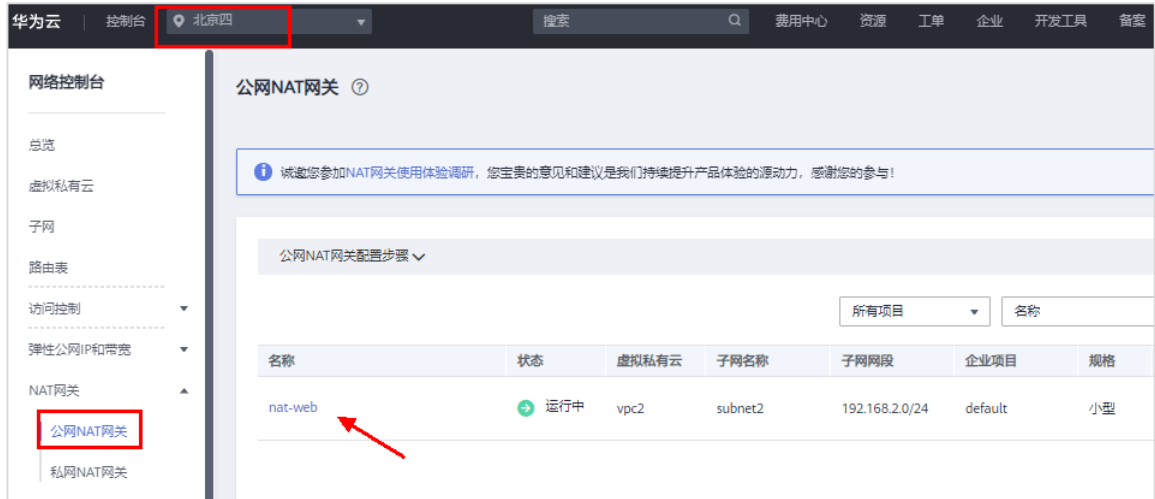 华为云 控制台 北京四 搜索 费用中心 资源 工单 企业 开发工具 备案
网络控制台
总览
虚拟私有云
子网
路由表
访问控制
弹性公网IP和带宽
NAT网关
公网NAT网关
私网NAT网关
公网NAT网关 ?
诚邀您参加NAT网关使用体验调研，您宝贵的意见和建议是我们持续提升产品体验的源动力，感谢您的参与！
公网NAT网关配置步骤
所有项目 名称
名称 状态 虚拟私有云 子网名称 子网网段 企业项目 规格
nat-web 运行中 vpc2 subnet2 192.168.2.0/24 default 小型